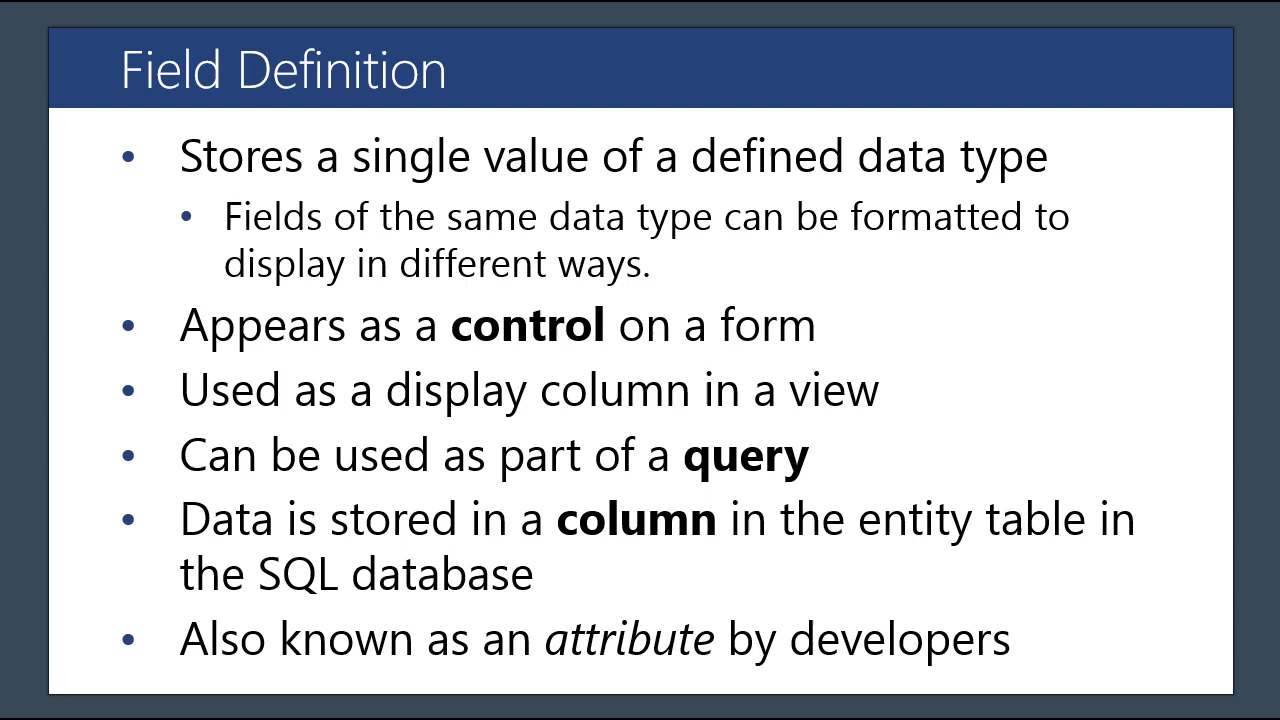 Field Definition
• Stores a single value of a defined data type
• Fields of the same data type can be formatted to
display in different ways.
• Appears as a control on a form
• Used as a display column in a view
• Can be used as part of a query
• Data is stored in a column in the entity table in
the SQL database
• Also known as an attribute by developers